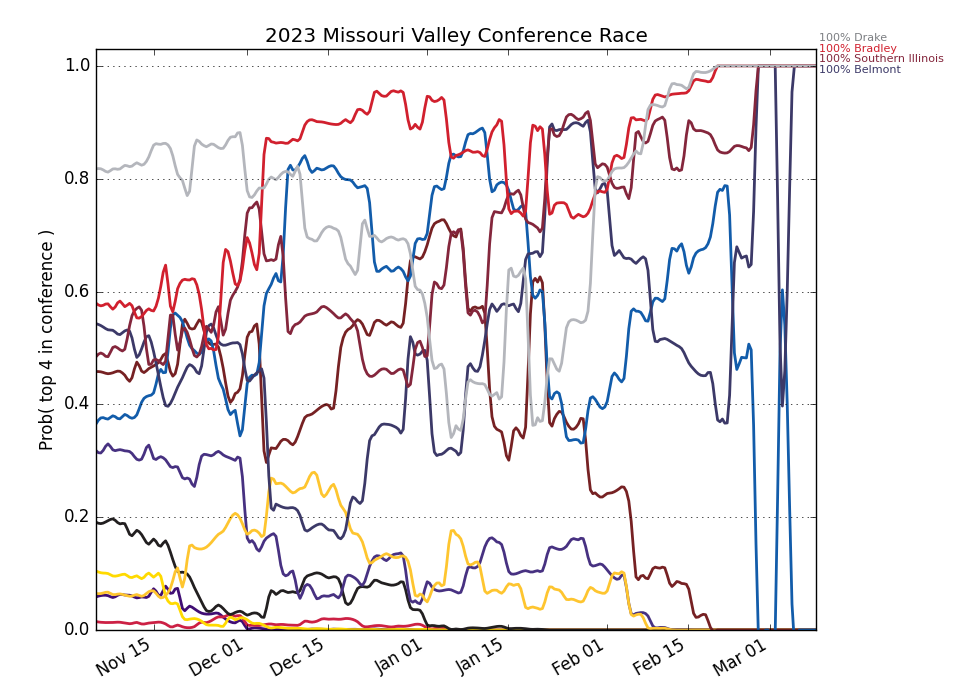 2023 Missouri Valley Conference Race
100% Drake
100% Bradley
100% Southern Illinois
100% Belmont
Prob( top 4 in conference )
1.0
0.8
0.6
0.4
0.2
0.0
Nov 15
Dec 01
Dec 15
Jan 01
Jan 15
Feb 01
Feb 15
Mar 01